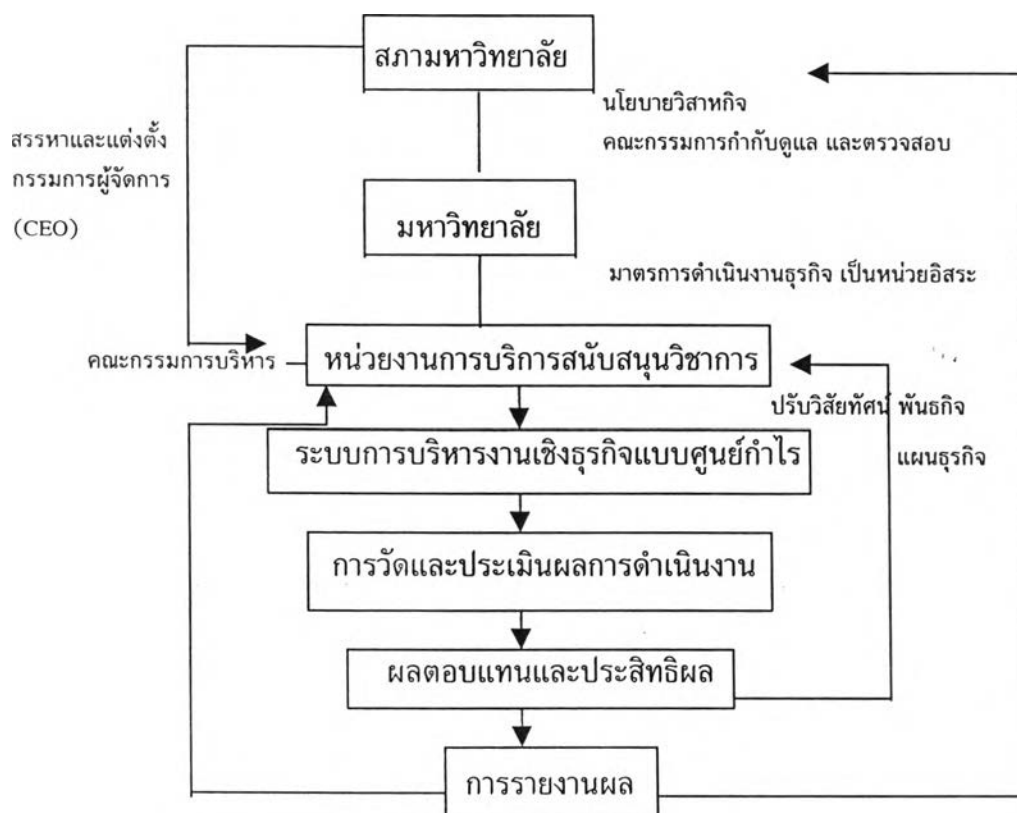 สภามหาวิทยาลัย
นโยบายวิสาหกิจ
คณะกรรมการกำกับดูแล และตรวจสอบ
สรรหาและแต่งตั้ง
กรรมการผู้จัดการ
(CEO)
มหาวิทยาลัย
มาตรการดำเนินงานธุรกิจ เป็นหน่วยอิสระ
คณะกรรมการบริหาร
หน่วยงานการบริการสนับสนุนวิชาการ
ปรับวิสัยทัศน์ พันธกิจ
แผนธุรกิจ
ระบบการบริหารงานเชิงธุรกิจแบบศูนย์กำไร
การวัดและประเมินผลการดำเนินงาน
ผลตอบแทนและประสิทธิผล
การรายงานผล